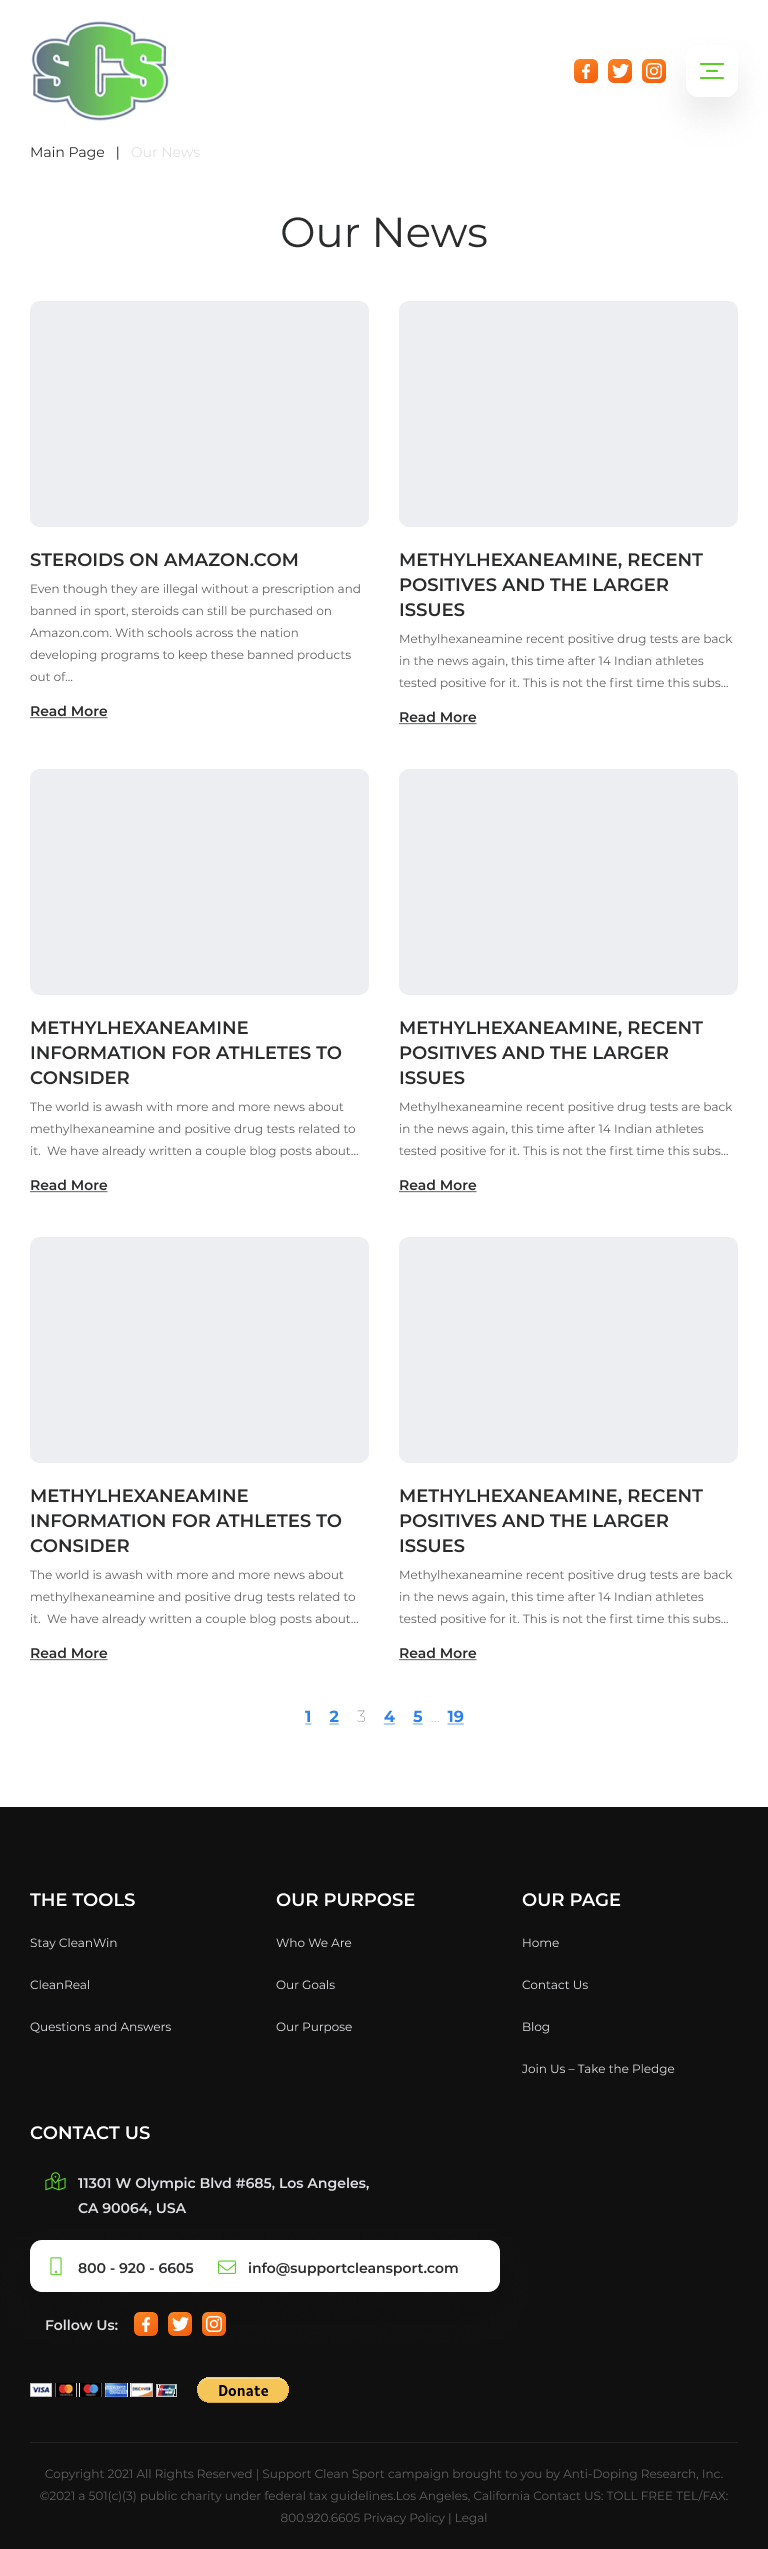 SCS
Main Page | Our News
Our News
STEROIDS ON AMAZON.COM
Even though they are illegal without a prescription and
banned in sport, steroids can still be purchased on
Amazon.com. With schools across the nation
developing programs to keep these banned products
out of...
Read More
METHYLHEXANEAMINE, RECENT
POSITIVES AND THE LARGER
ISSUES
Methylhexaneamine recent positive drug tests are back
in the news again, this time after 14 Indian athletes
tested positive for it. This is not the first time this subs...
Read More
METHYLHEXANEAMINE
INFORMATION FOR ATHLETES TO
CONSIDER
The world is awash with more and more news about
methylhexaneamine and positive drug tests related to
it.  We have already written a couple blog posts about...
Read More
METHYLHEXANEAMINE, RECENT
POSITIVES AND THE LARGER
ISSUES
Methylhexaneamine recent positive drug tests are back
in the news again, this time after 14 Indian athletes
tested positive for it. This is not the first time this subs...
Read More
METHYLHEXANEAMINE
INFORMATION FOR ATHLETES TO
CONSIDER
The world is awash with more and more news about
methylhexaneamine and positive drug tests related to
it.  We have already written a couple blog posts about...
Read More
METHYLHEXANEAMINE, RECENT
POSITIVES AND THE LARGER
ISSUES
Methylhexaneamine recent positive drug tests are back
in the news again, this time after 14 Indian athletes
tested positive for it. This is not the first time this subs...
Read More
1 2 3 4 5 ... 19
THE TOOLS
Stay CleanWin
CleanReal
Questions and Answers
OUR PURPOSE
Who We Are
Our Goals
Our Purpose
OUR PAGE
Home
Contact Us
Blog
Join Us – Take the Pledge
CONTACT US
11301 W Olympic Blvd #685, Los Angeles,
CA 90064, USA
800 - 920 - 6605 info@supportcleansport.com
Follow Us:
VISA DISCOVER Donate
Copyright 2021 All Rights Reserved | Support Clean Sport campaign brought to you by Anti-Doping Research, Inc.
©2021 a 501(c)(3) public charity under federal tax guidelines.Los Angeles, California Contact US: TOLL FREE TEL/FAX:
800.920.6605 Privacy Policy | Legal